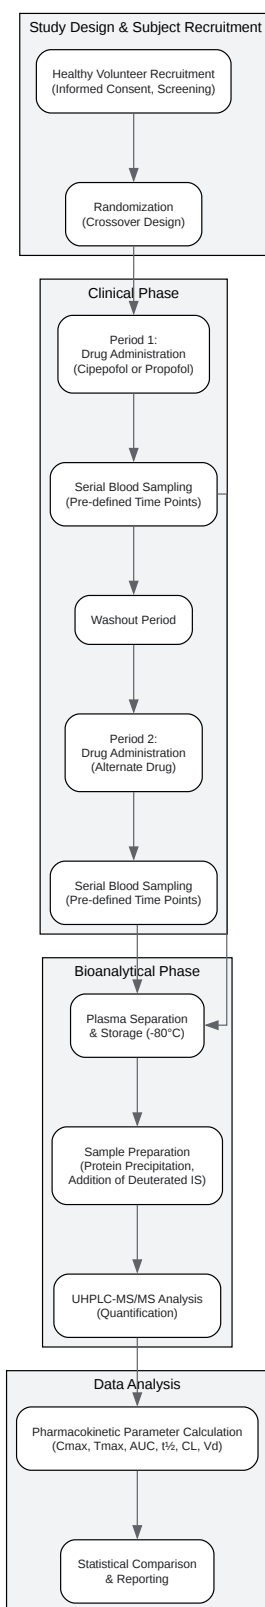 Study Design & Subject Recruitment
Healthy Volunteer Recruitment
(Informed Consent, Screening)
Randomization
(Crossover Design)
Clinical Phase
Period 1:
Drug Administration
(Cipepofol or Propofol)
Serial Blood Sampling
(Pre-defined Time Points)
Washout Period
Period 2:
Drug Administration
(Alternate Drug)
Serial Blood Sampling
(Pre-defined Time Points)
Bioanalytical Phase
Plasma Separation
& Storage (-80°C)
Sample Preparation
(Protein Precipitation,
Addition of Deuterated IS)
UHPLC-MS/MS Analysis
(Quantification)
Data Analysis
Pharmacokinetic Parameter Calculation
(Cmax, Tmax, AUC, t½, CL, Vd)
Statistical Comparison
& Reporting